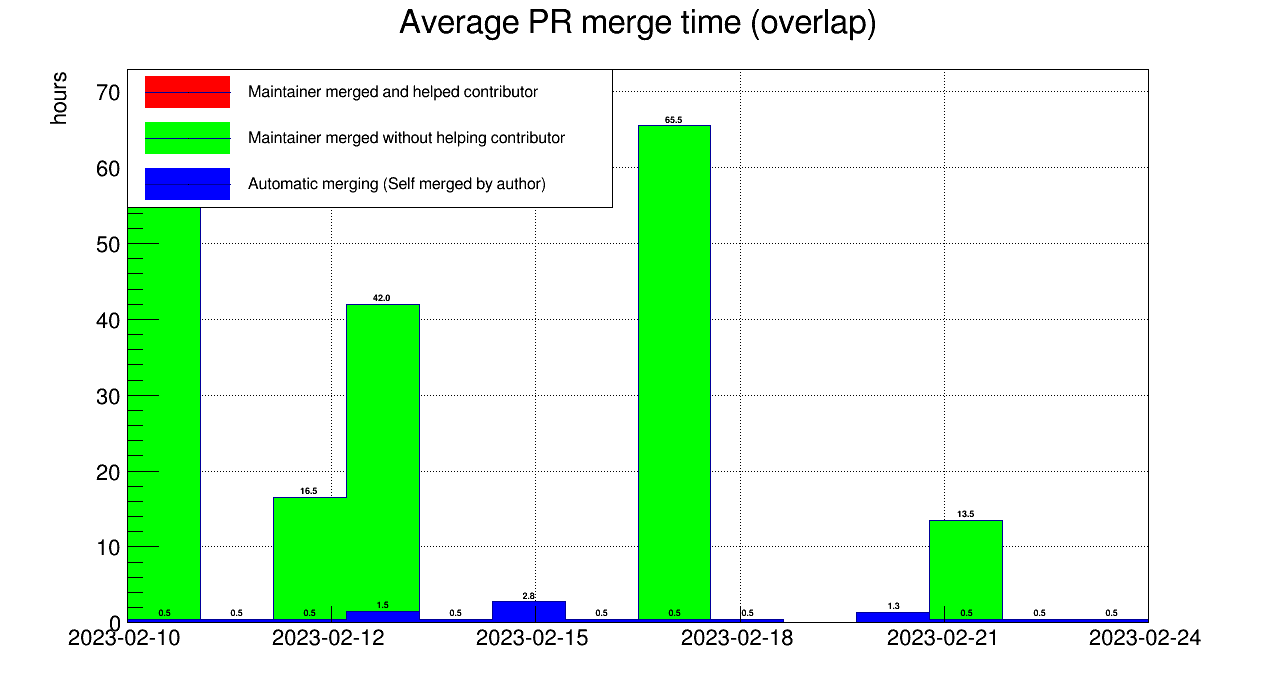 Average PR merge time (overlap)
hours
70
60
50
40
30
20
10
0
Maintainer merged and helped contributor
Maintainer merged without helping contributor
Automatic merging (Self merged by author)
65.5
42.0
16.5
13.5
0.5 0.5 0.5 1.5 0.5 2.8 0.5 0.5 0.5 1.3 0.5 0.5 0.5
2023-02-10 2023-02-12 2023-02-15 2023-02-18 2023-02-21 2023-02-24